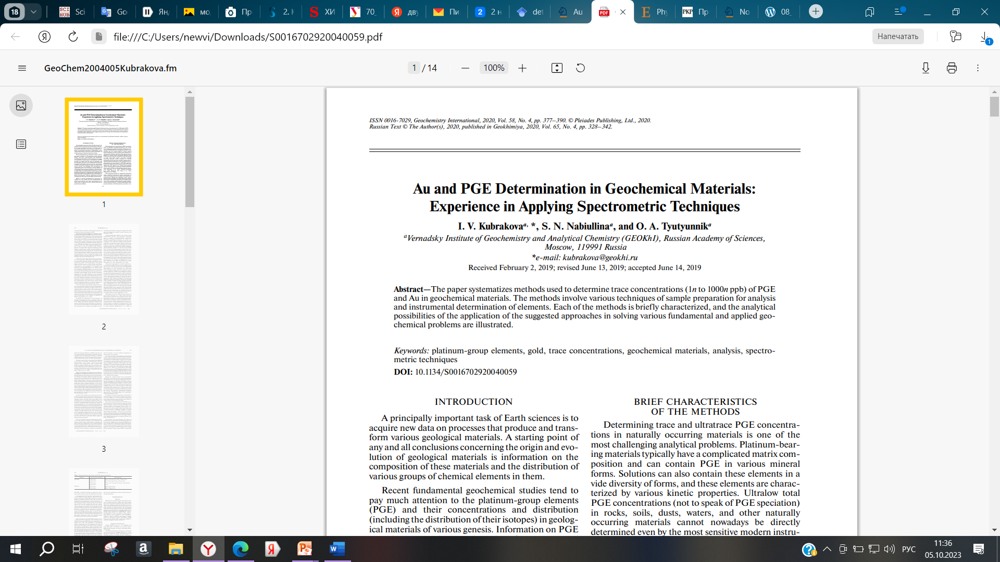 18
SCI HUB
Sci
Go
Ян
мо
Пр
2. К
S
ХИ
70_
Я
дву
Пи
2
2 н
det
Au
PDF
E
Phy
PKP
Пр
No
08_
Я
file:///C:/Users/newvi/Downloads/S0016702920040059.pdf
Напечатать
1
GeoChem2004005Kubrakova.fm
1 / 14
100%
1
2
3
ISSN 0016-7029, Geochemistry International, 2020, Vol. 58, No. 4, pp. 377–390. © Pleiades Publishing, Ltd., 2020.
Russian Text © The Author(s), 2020, published in Geokhimiya, 2020, Vol. 65, No. 4, pp. 328–342.
Au and PGE Determination in Geochemical Materials:
Experience in Applying Spectrometric Techniques
I. V. Kubrakovaa, *, S. N. Nabiullinaa, and O. A. Tyutyunnika
aVernadsky Institute of Geochemistry and Analytical Chemistry (GEOKhI), Russian Academy of Sciences,
Moscow, 119991 Russia
*e-mail: kubrakova@geokhi.ru
Received February 2, 2019; revised June 13, 2019; accepted June 14, 2019
Abstract—The paper systematizes methods used to determine trace concentrations (1n to 1000n ppb) of PGE
and Au in geochemical materials. The methods involve various techniques of sample preparation for analysis
and instrumental determination of elements. Each of the methods is briefly characterized, and the analytical
possibilities of the application of the suggested approaches in solving various fundamental and applied geo-
chemical problems are illustrated.
Keywords: platinum-group elements, gold, trace concentrations, geochemical materials, analysis, spectro-
metric techniques
DOI: 10.1134/S0016702920040059
INTRODUCTION
A principally important task of Earth sciences is to
acquire new data on processes that produce and trans-
form various geological materials. A starting point of
any and all conclusions concerning the origin and evo-
lution of geological materials is information on the
composition of these materials and the distribution of
various groups of chemical elements in them.
Recent fundamental geochemical studies tend to
pay much attention to the platinum-group elements
(PGE) and their concentrations and distribution
(including the distribution of their isotopes) in geolog-
ical materials of various genesis. Information on PGE
BRIEF CHARACTERISTICS
OF THE METHODS
Determining trace and ultratrace PGE concentra-
tions in naturally occurring materials is one of the
most challenging analytical problems. Platinum-bear-
ing materials typically have a complicated matrix com-
position and can contain PGE in various mineral
forms. Solutions can also contain these elements in a
vide diversity of forms, and these elements are charac-
terized by various kinetic properties. Ultralow total
PGE concentrations (not to speak of PGE speciation)
in rocks, soils, dusts, waters, and other naturally
occurring materials cannot nowadays be directly
determined even by the most sensitive modern instru-
РУС
11:36
05.10.2023